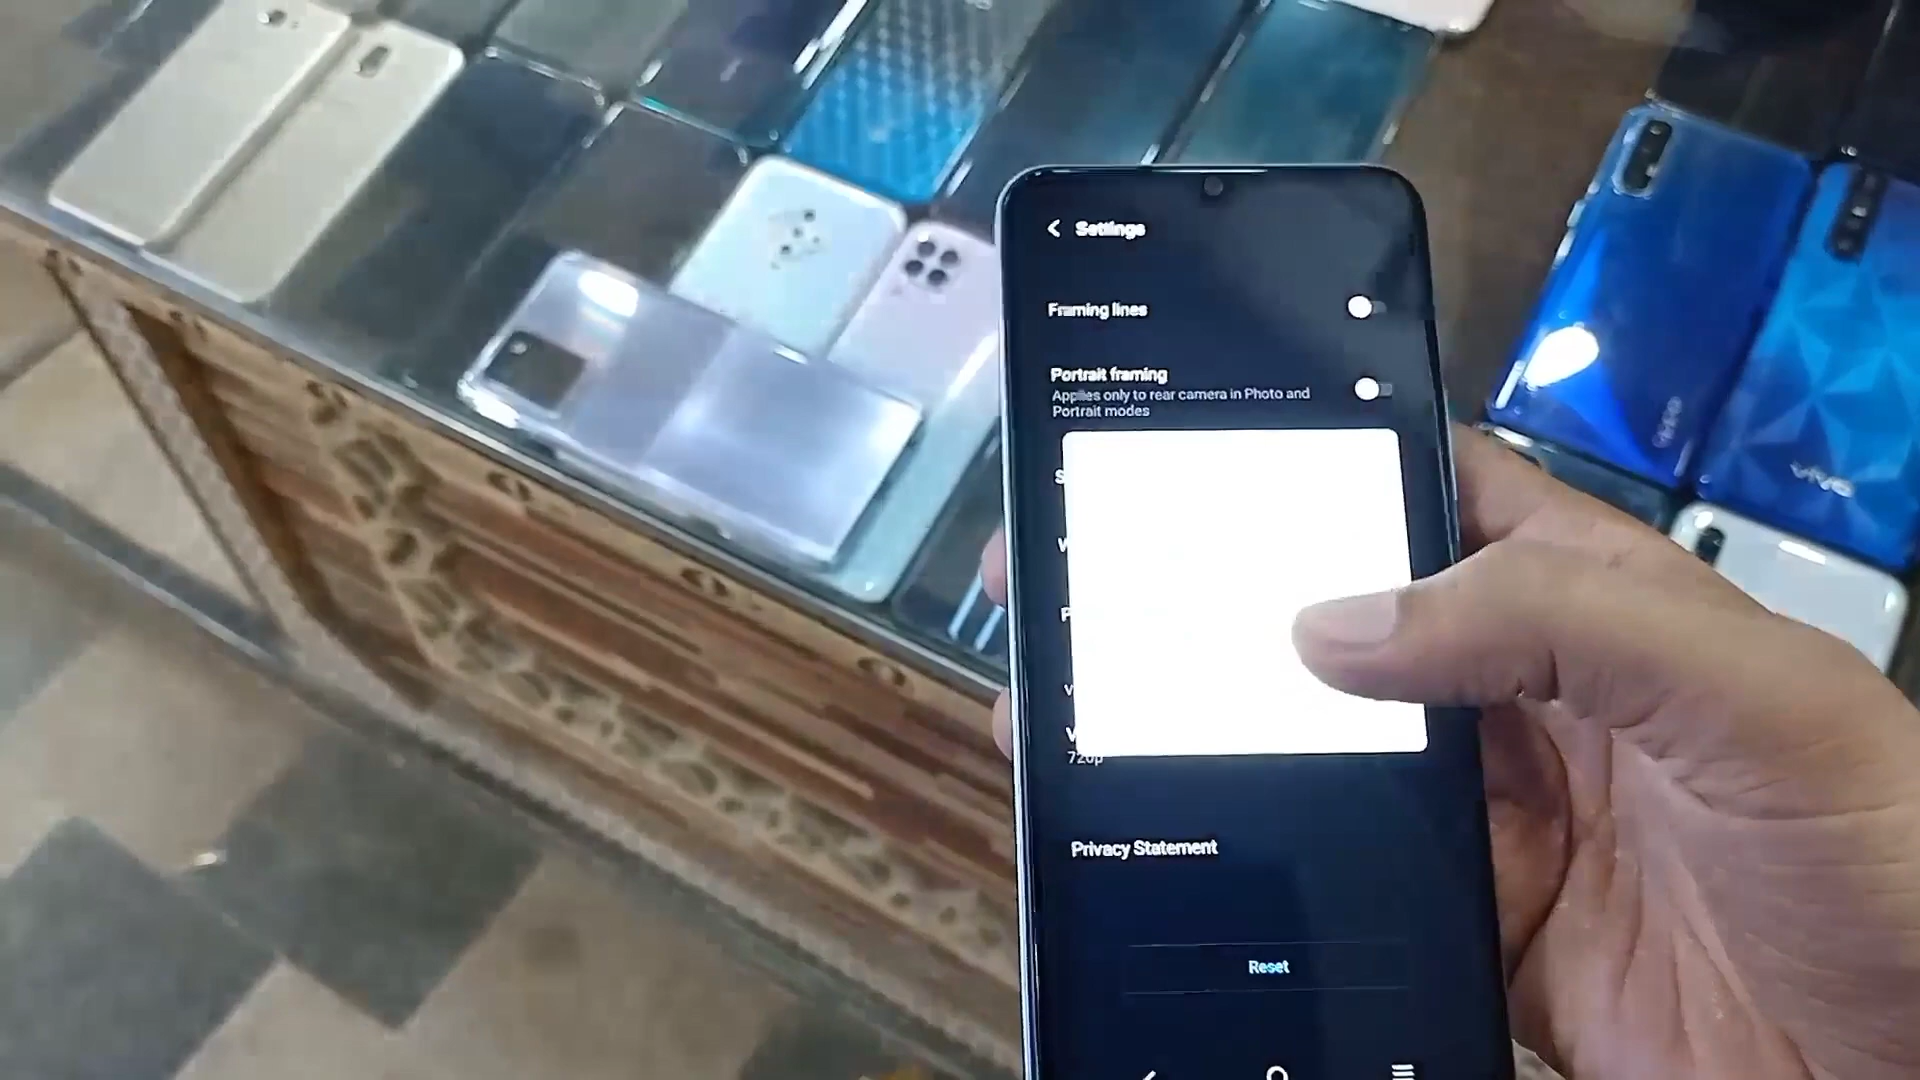 Settings
Framing lines
Portrait framing
Applies only to rear camera in Photo and
Portrait modes
S
W
P
V
V
720p
Privacy Statement
Reset
oppo
vivo